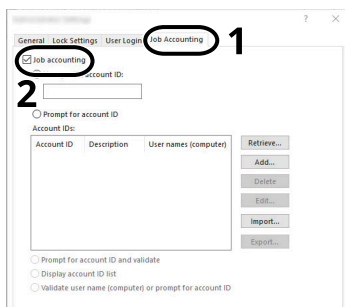 ?
General Lock Settings User Login Job Accounting 1
Job accounting
account ID:
2
Prompt for account ID
Account IDs:
Account ID Description User names (computer)
Retrieve...
Add...
Delete
Edit...
Import...
Export...
Prompt for account ID and validate
Display account ID list
Validate user name (computer) or prompt for account ID